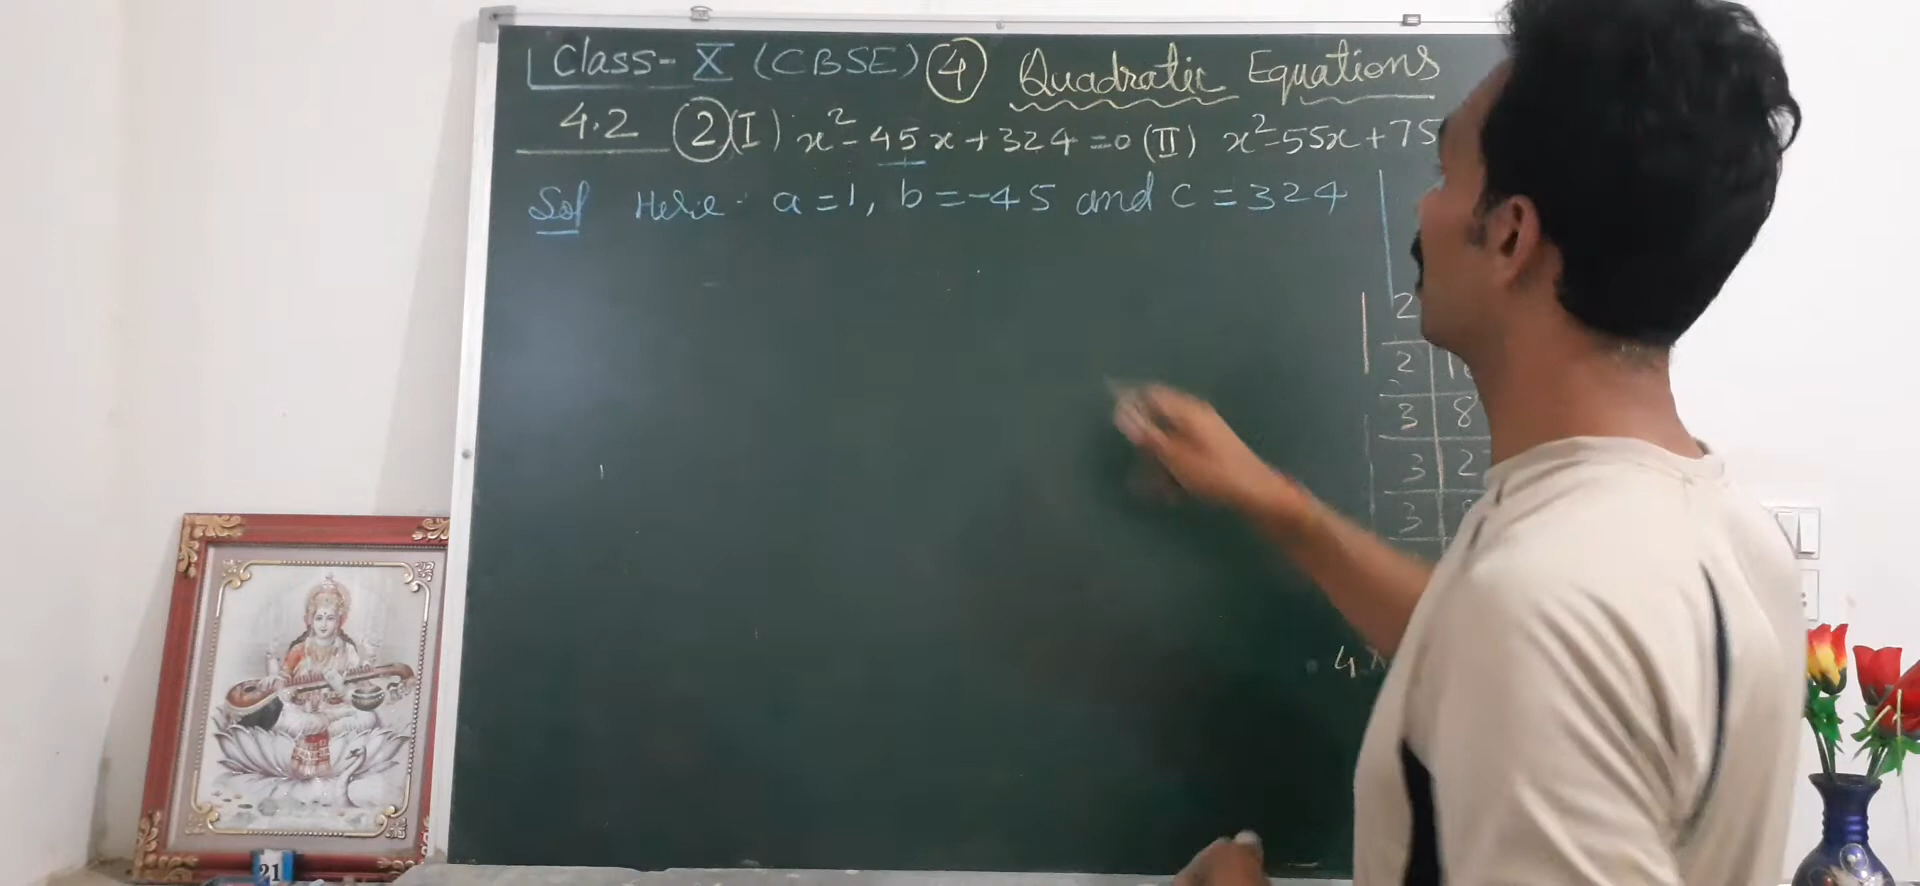 Class- X (CBSE) ④ Quadratic Equations
4.2 ②(I) x²-45x+324=0 (II) x²-55x+75
Sol Here a=1, b=-45 and c=324
2
2
3 8
3 2
3
4
21